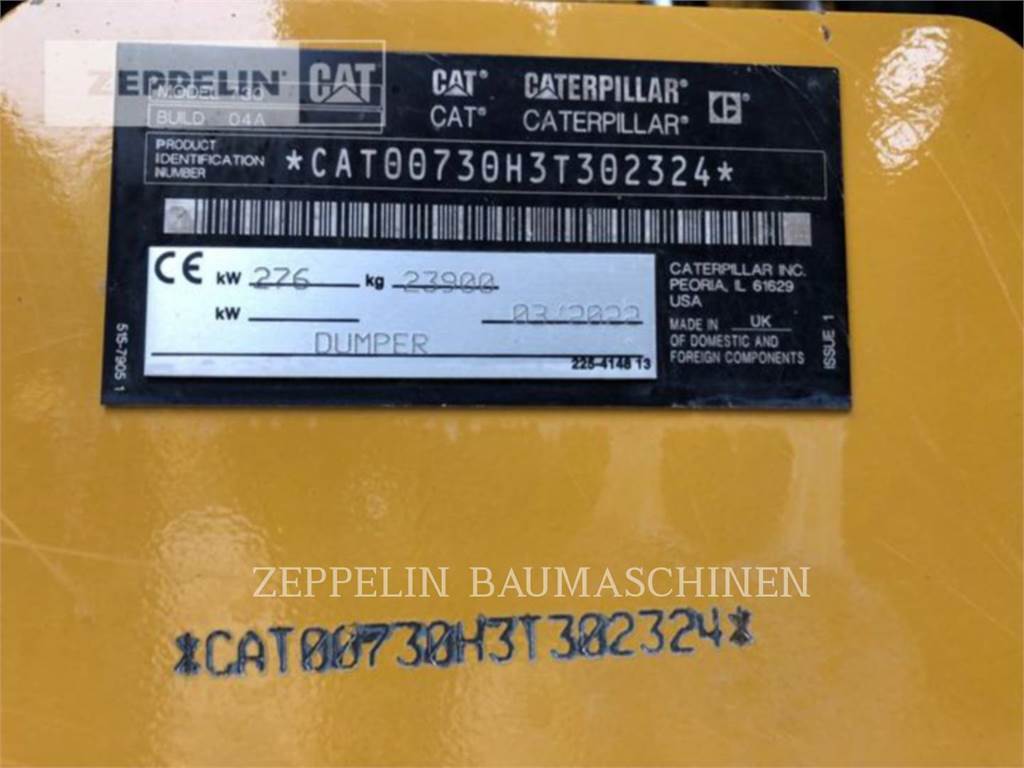 ZEPPELIN® CAT
CAT® CATERPILLAR®
CAT® CATERPILLAR®
MODEL 730
BUILD 04A
PRODUCT
IDENTIFICATION
NUMBER
*CAT00730H3T302324*
CE kW 276 kg 23900
kW 03/2022
DUMPER
225-4148 13
CATERPILLAR INC.
PEORIA, IL 61629
USA
MADE IN UK
OF DOMESTIC AND
FOREIGN COMPONENTS
515-7905 1
ISSUE 1
ZEPPELIN BAUMASCHINEN
*CAT00730H3T302324*